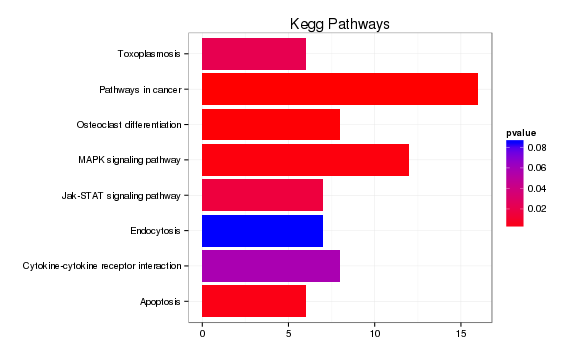 Kegg Pathways
Toxoplasmosis
Pathways in cancer
Osteoclast differentiation
MAPK signaling pathway
Jak-STAT signaling pathway
Endocytosis
Cytokine-cytokine receptor interaction
Apoptosis
0 5 10 15
pvalue
0.08
0.06
0.04
0.02